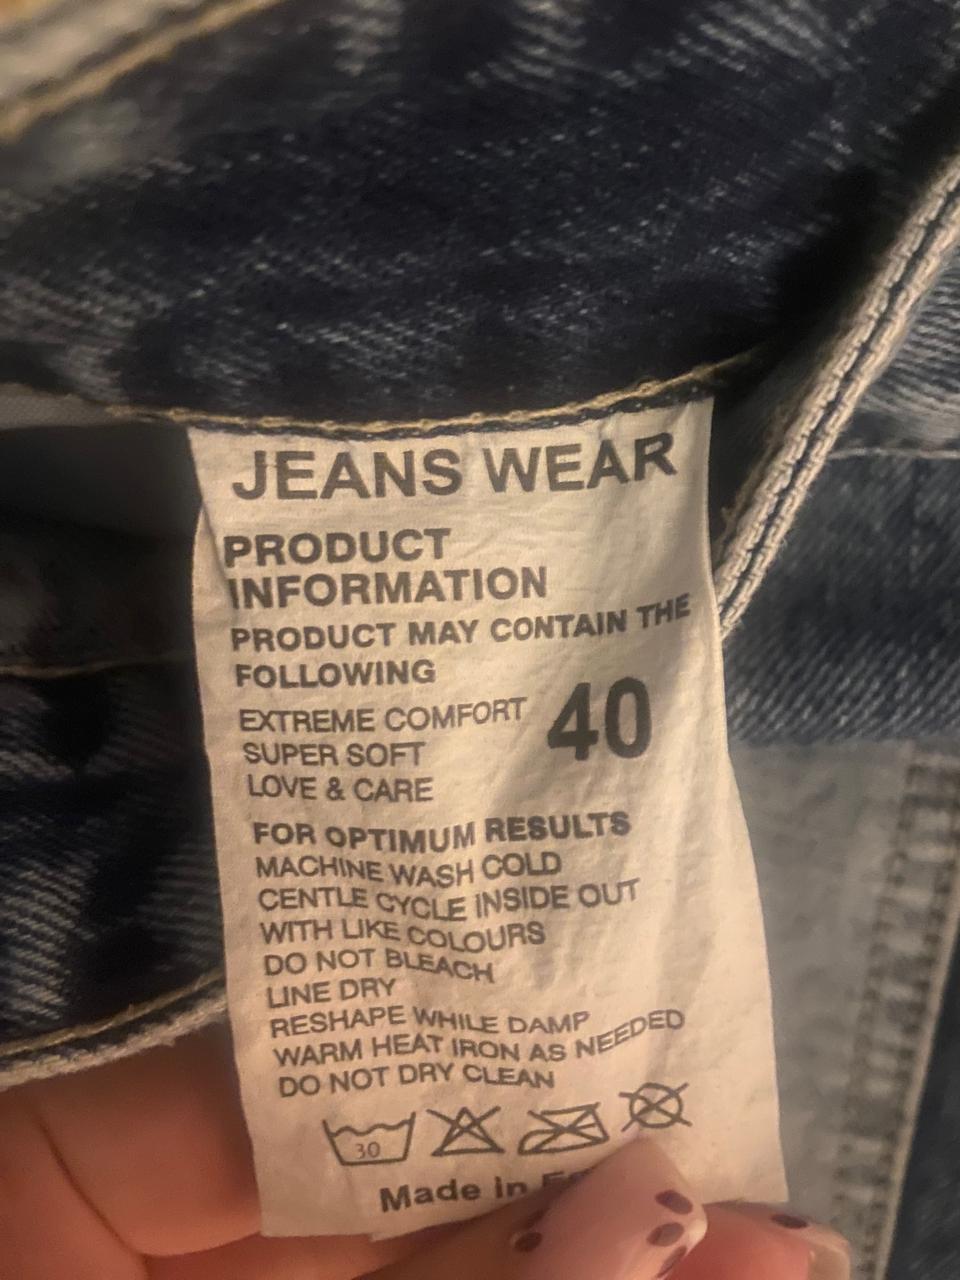 JEANS WEAR
PRODUCT
INFORMATION
PRODUCT MAY CONTAIN THE
FOLLOWING
EXTREME COMFORT
SUPER SOFT
LOVE & CARE
40
FOR OPTIMUM RESULTS
MACHINE WASH COLD
CENTLE CYCLE INSIDE OUT
WITH LIKE COLOURS
DO NOT BLEACH
LINE DRY
RESHAPE WHILE DAMP
WARM HEAT IRON AS NEEDED
DO NOT DRY CLEAN
30
Made in